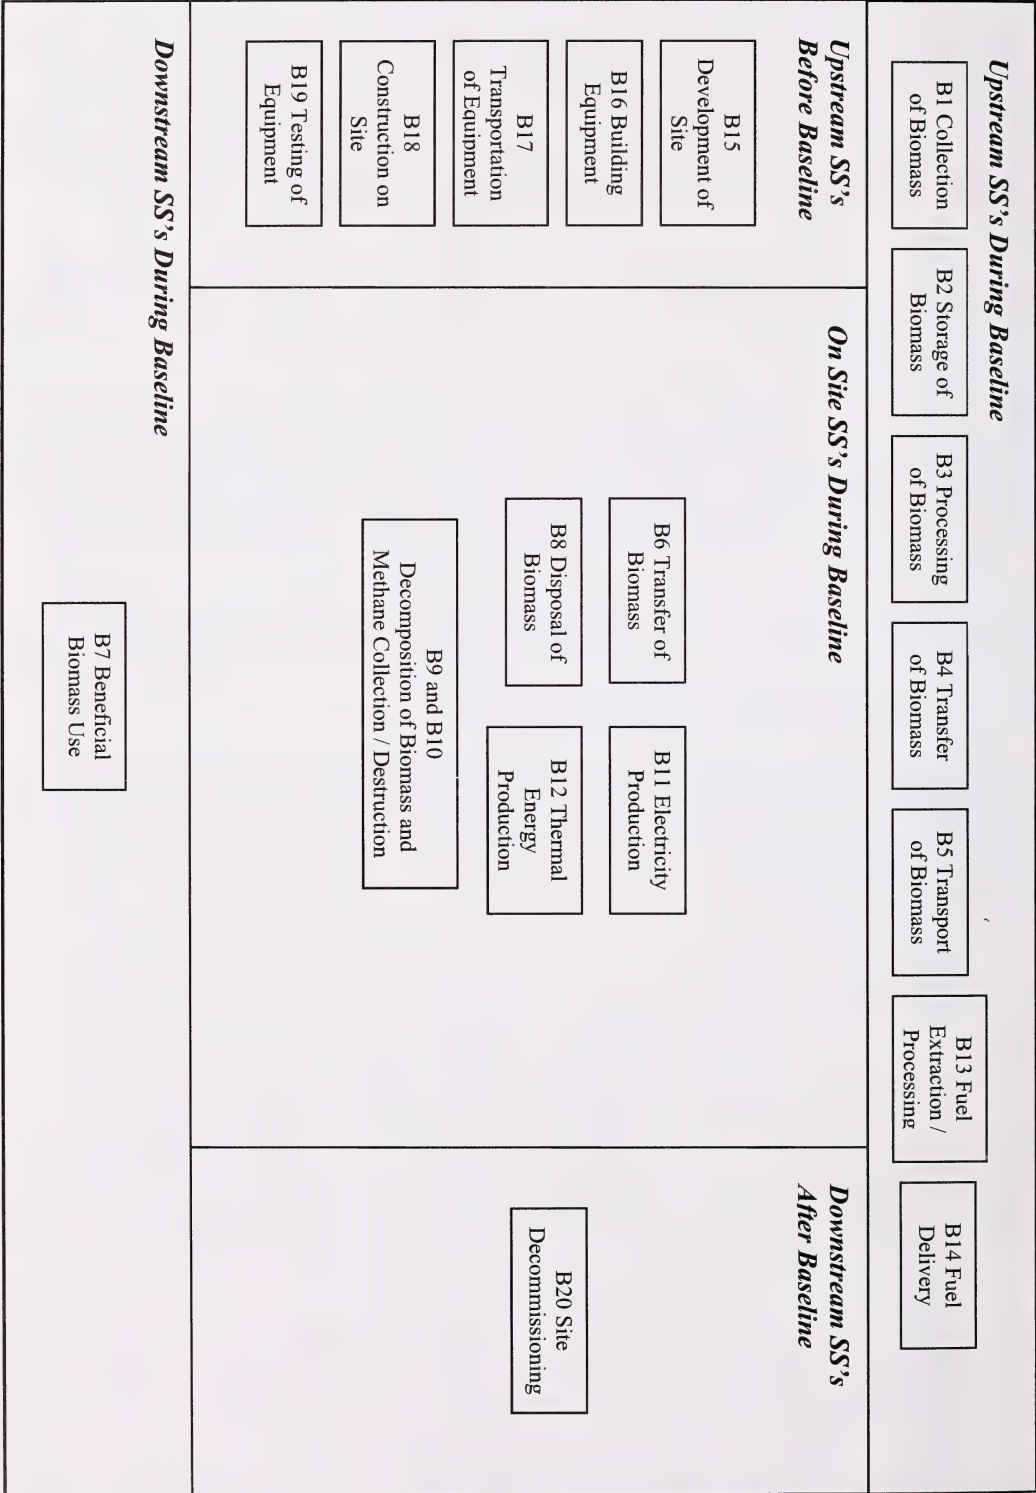 Upstream SS's During Baseline
B1 Collection
of Biomass
B2 Storage of
Biomass
B3 Processing
of Biomass
B4 Transfer
of Biomass
B5 Transport
of Biomass
B13 Fuel
Extraction /
Processing
B14 Fuel
Delivery
Upstream SS's
Before Baseline
B15
Development of
Site
B16 Building
Equipment
B17
Transportation
of Equipment
B18
Construction on
Site
B19 Testing of
Equipment
On Site SS's During Baseline
B6 Transfer of
Biomass
B11 Electricity
Production
B8 Disposal of
Biomass
B12 Thermal
Energy
Production
B9 and B10
Decomposition of Biomass and
Methane Collection / Destruction
Downstream SS's
After Baseline
B20 Site
Decommissioning
Downstream SS's During Baseline
B7 Beneficial
Biomass Use